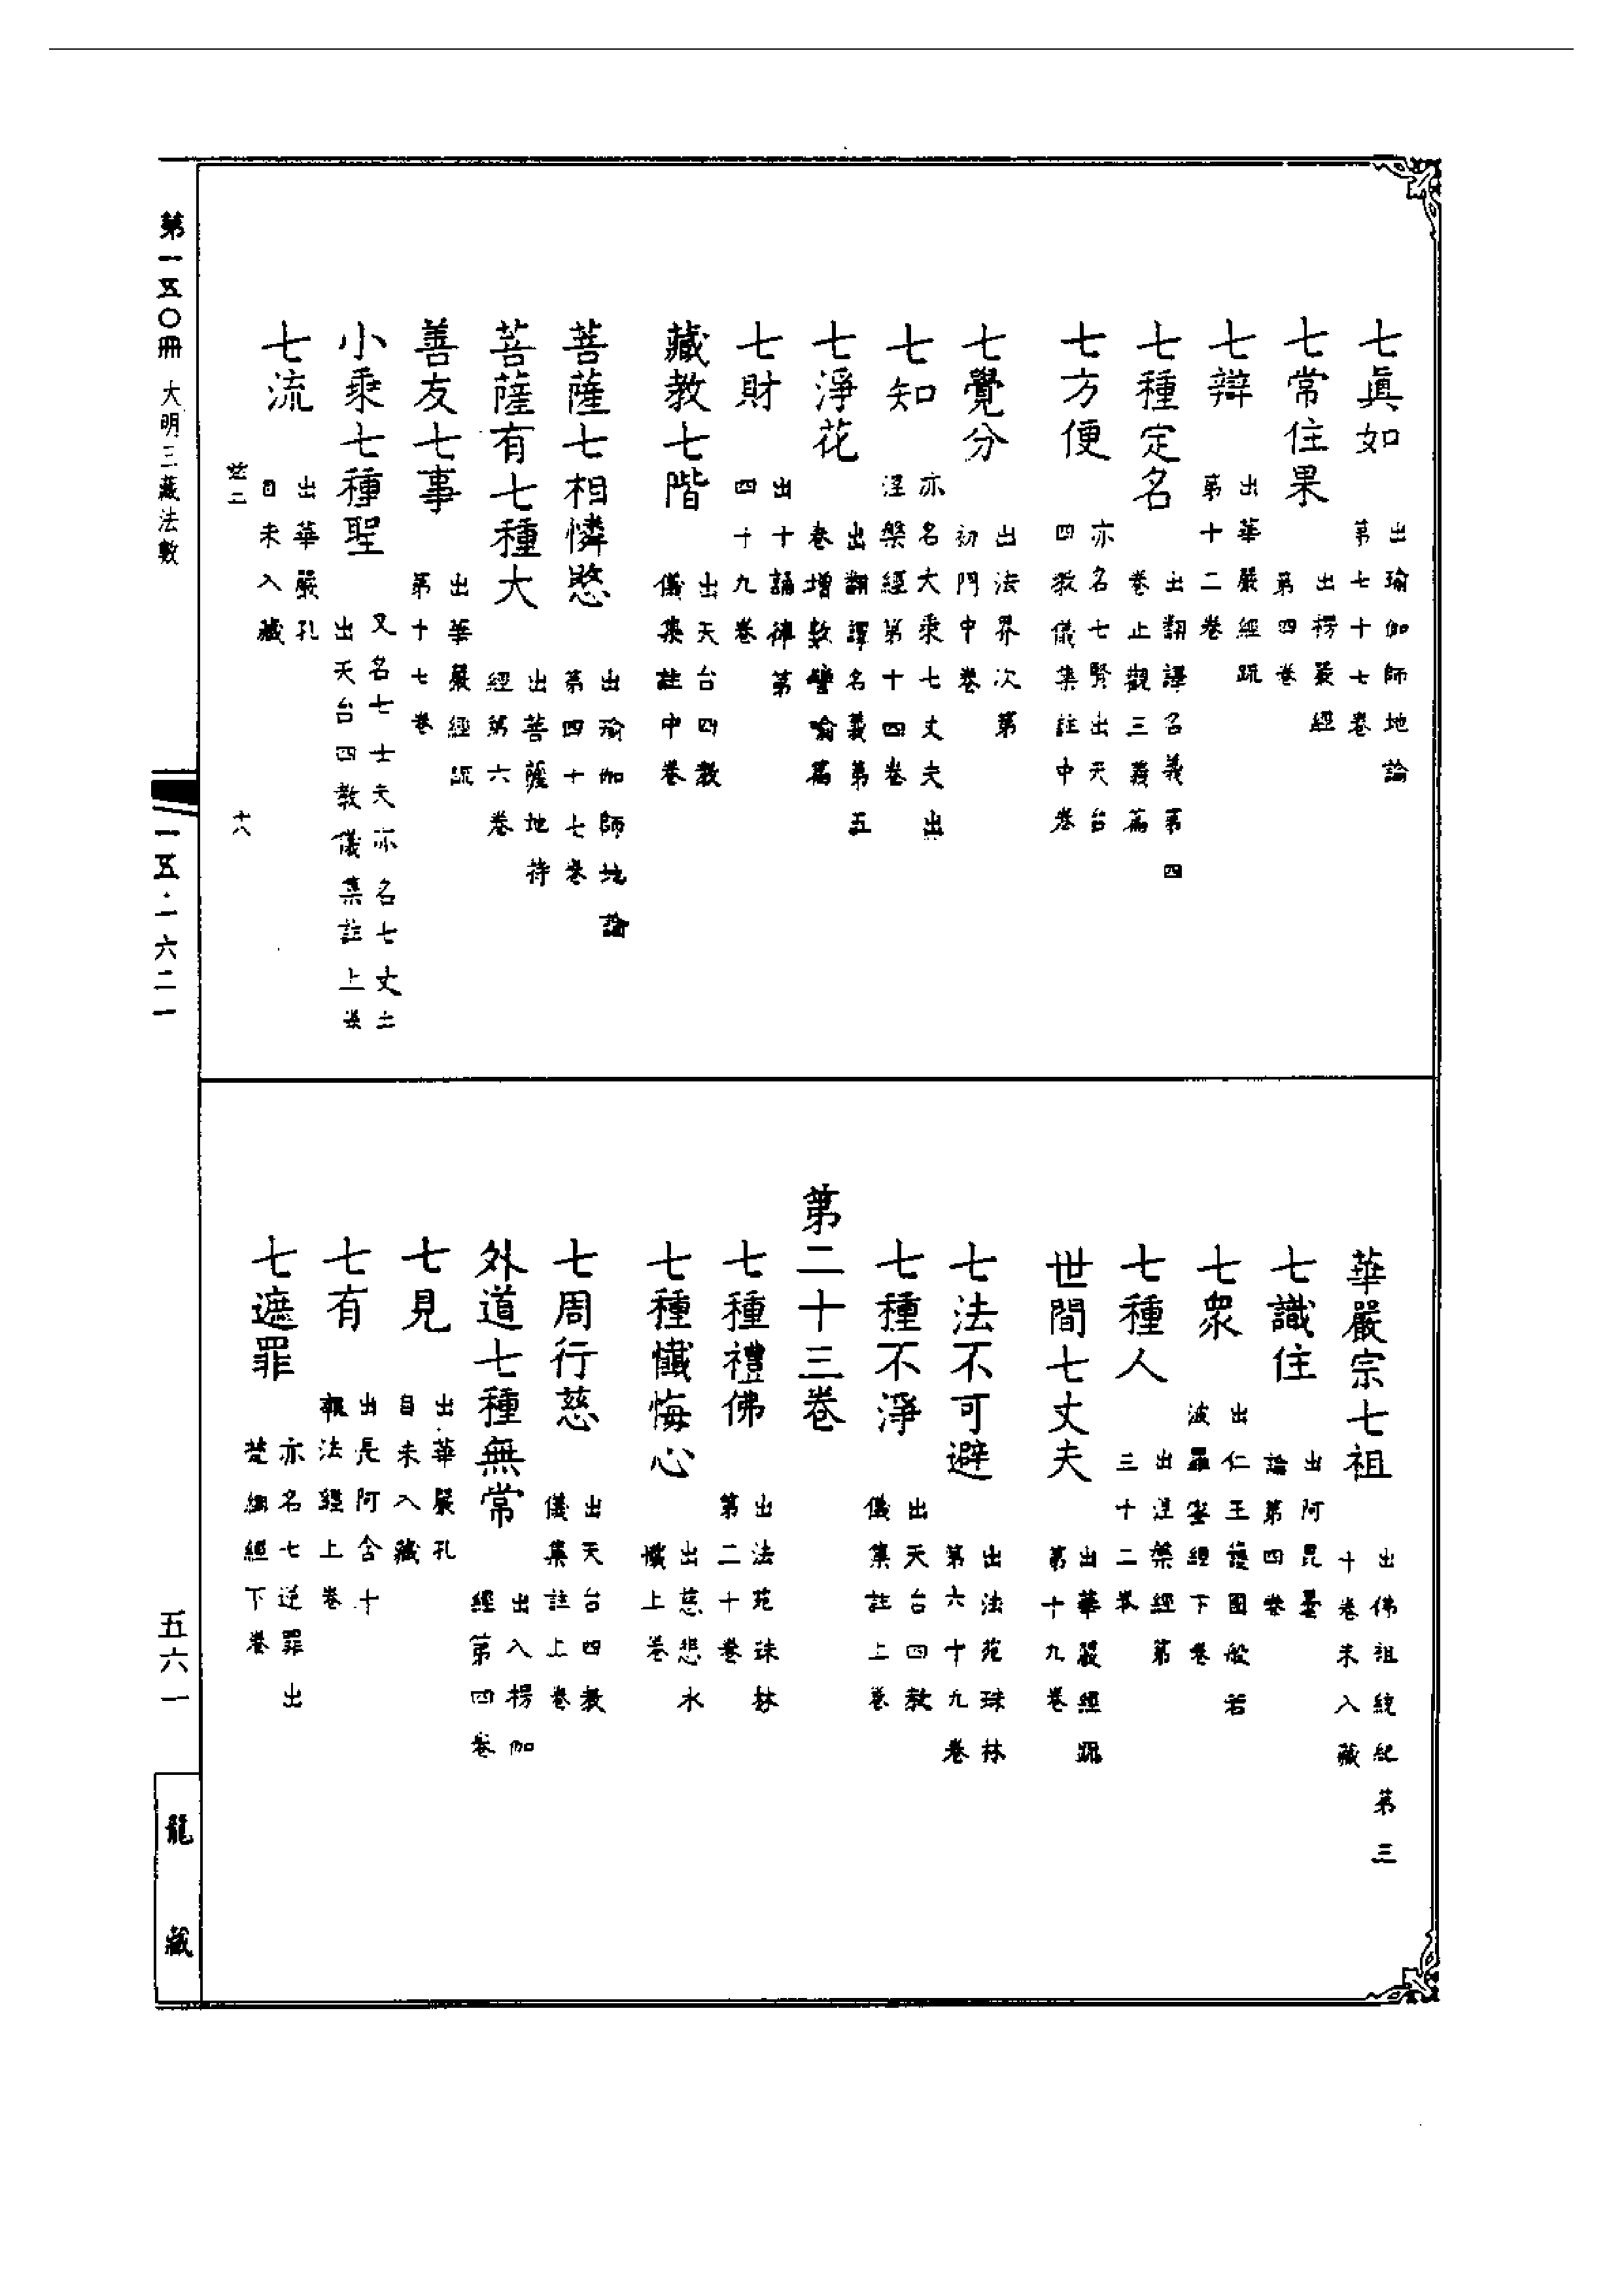 七真如 出瑜伽師地論第七十七卷
七常住果 出楞嚴經第四卷
七辯 出華嚴經疏第十二卷
七種定名 出翻譯名義第四卷止觀三義篇
七方便 亦名七賢出天台四教儀集註中卷
七覺分 出法界次第初門中卷
七知 亦名大乘七丈夫出涅槃經第十四卷
七淨花 出翻譯名義第五卷增數譬喻篇
七財 出十誦律第四十九卷
藏教七階 出天台四教儀集註中卷
菩薩七相憐愍 出瑜伽師地論第四十七卷
菩薩有七種大 出菩薩地持經第六卷
善友七事 出華嚴經疏第十七卷
小乘七種聖 又名七士夫亦名七丈夫出天台四教儀集註上卷
七流 出華嚴孔目未入藏
十八
華嚴宗七祖 出佛祖統紀第三十卷未入藏
七識住 出阿毘曇論第四卷
七衆 出仁王護國般若波羅蜜經下卷
七種人 出涅槃經第三十二卷
世間七丈夫 出華嚴經疏第十九卷
七法不可避 出法苑珠林第六十九卷
七種不淨 出天台四教儀集註上卷
第二十三卷
七種禮佛 出法苑珠林第二十卷
七種懺悔心 出慈悲水懺上卷
七周行慈 出天台四教儀集註上卷
外道七種無常 出入楞伽經第四卷
七見 出華嚴孔目未入藏
七有 出長阿含十報法經上卷
七遮罪 亦名七逆罪出梵網經下卷
第一五〇冊 大明三藏法數
一五·一六二一
五六一
龍藏